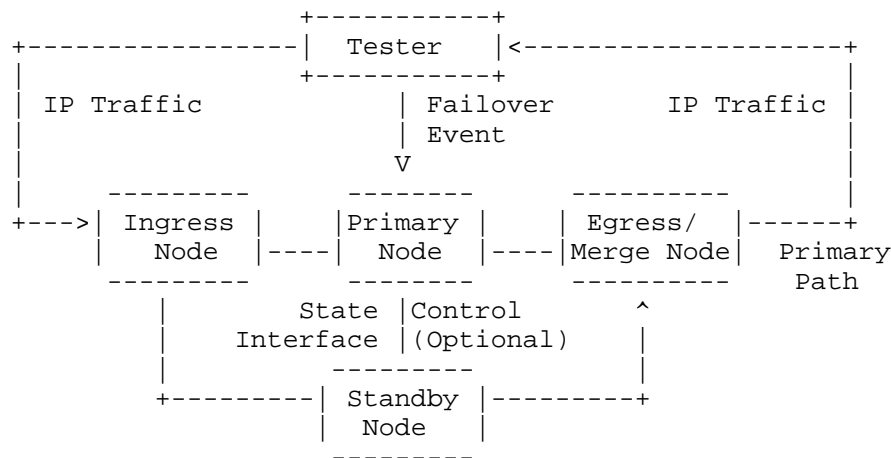 Tester
IP Traffic | Failover IP Traffic
| Event
V
Ingress Primary Egress/
Node Node Merge Node Primary
Path
State Control
Interface (Optional)
Standby
Node